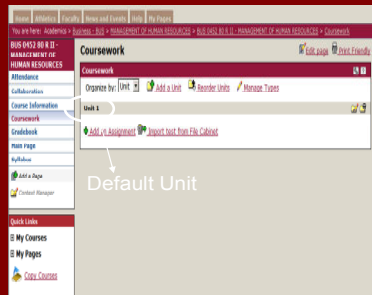 Home Athletics Faculty News and Events Help My Pages
You are here: Academics > Business - BUS > MANAGEMENT OF HUMAN RESOURCES > BUS 0452 80 R II - MANAGEMENT OF HUMAN RESOURCES > Coursework
BUS 0452 80 R II -
MANAGEMENT OF
HUMAN RESOURCES
Attendance
Collaboration
Course Information
Coursework
Gradebook
Main Page
Syllabus
Add a Page
Context Manager
Quick Links
My Courses
My Pages
Copy Courses
Coursework
Edit page Print Friendly
Coursework
Organize by: Unit Add a Unit Reorder Units Manage Types
Unit 1
Add an Assignment Import test from File Cabinet
Default Unit